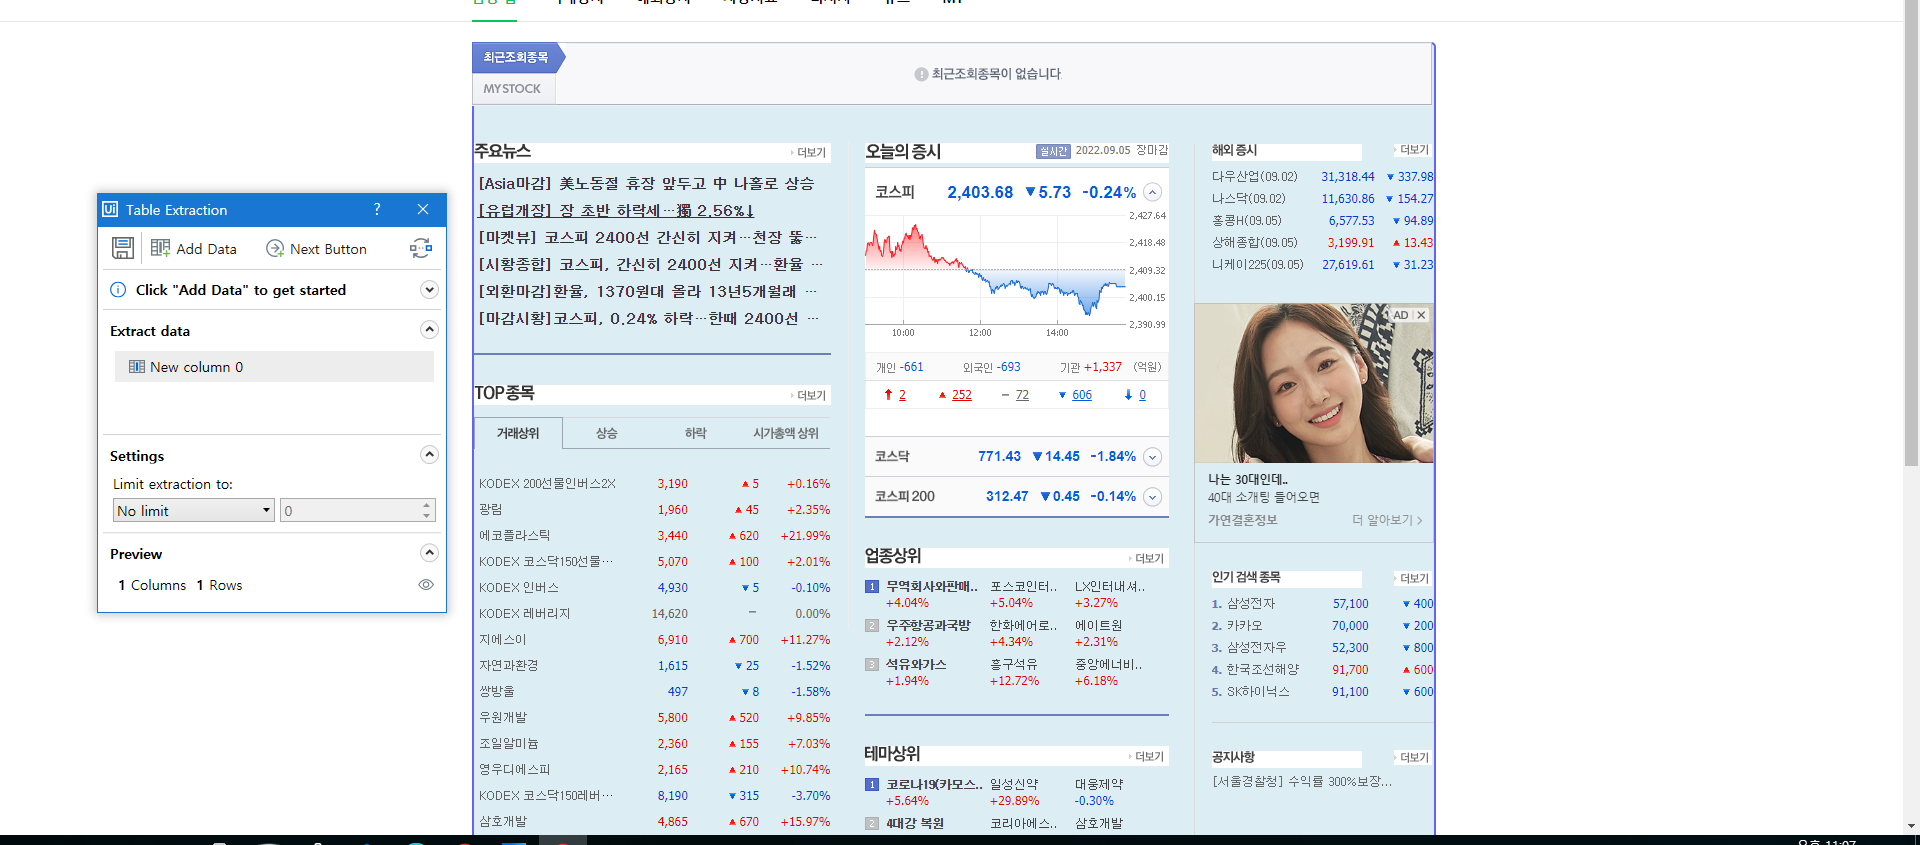 최근조회종목
MYSTOCK
최근조회종목이 없습니다
Table Extraction
?
Add Data
Next Button
Click "Add Data" to get started
Extract data
New column 0
Settings
Limit extraction to:
No limit
0
Preview
1 Columns 1 Rows
주요뉴스
더보기
[Asia마감] 美노동절 휴장 앞두고 中 나홀로 상승
[유럽개장] 장 초반 하락세…獨 2.56%↓
[마켓뷰] 코스피 2400선 간신히 지켜…천장 뚫…
[시황종합] 코스피, 간신히 2400선 지켜…환율 …
[외환마감]환율, 1370원대 올라 13년5개월래 …
[마감시황]코스피, 0.24% 하락…한때 2400선 …
TOP 종목
더보기
거래상위 상승 하락 시가총액 상위
KODEX 200선물인버스2X 3,190 ▲ 5 +0.16%
광림 1,960 ▲ 45 +2.35%
에코플라스틱 3,440 ▲ 620 +21.99%
KODEX 코스닥150선물… 5,070 ▲ 100 +2.01%
KODEX 인버스 4,930 ▼ 5 -0.10%
KODEX 레버리지 14,620 － 0.00%
지에스이 6,910 ▲ 700 +11.27%
자연과환경 1,615 ▼ 25 -1.52%
쌍방울 497 ▼ 8 -1.58%
우원개발 5,800 ▲ 520 +9.85%
조일알미늄 2,360 ▲ 155 +7.03%
영우디에스피 2,165 ▲ 210 +10.74%
KODEX 코스닥150레버… 8,190 ▼ 315 -3.70%
삼호개발 4,865 ▲ 670 +15.97%
오늘의 증시
실시간 2022.09.05 장마감
코스피 2,403.68 ▼5.73 -0.24%
2,427.64
2,418.48
2,409.32
2,400.15
2,390.99
10:00 12:00 14:00
개인 -661 외국인 -693 기관 +1,337 (억원)
↑ 2 ▲ 252 － 72 ▼ 606 ↓ 0
코스닥 771.43 ▼14.45 -1.84%
코스피 200 312.47 ▼0.45 -0.14%
업종상위
더보기
1 무역회사와판매.. 포스코인터.. LX인터내셔..
+4.04% +5.04% +3.27%
2 우주항공과국방 한화에어로.. 에이트원
+2.12% +4.34% +2.31%
3 석유와가스 흥구석유 중앙에너비..
+1.94% +12.72% +6.18%
테마상위
더보기
1 코로나19(카모스.. 일성신약 대웅제약
+5.64% +29.89% -0.30%
2 4대강 복원 코리아에스.. 삼호개발
해외 증시
더보기
다우산업(09.02) 31,318.44 ▼ 337.98
나스닥(09.02) 11,630.86 ▼ 154.27
홍콩H(09.05) 6,577.53 ▼ 94.89
상해종합(09.05) 3,199.91 ▲ 13.43
니케이225(09.05) 27,619.61 ▼ 31.23
AD
나는 30대인데..
40대 소개팅 들어오면
가연결혼정보
더 알아보기 >
인기 검색 종목
더보기
1. 삼성전자 57,100 ▼ 400
2. 카카오 70,000 ▼ 200
3. 삼성전자우 52,300 ▼ 800
4. 한국조선해양 91,700 ▲ 600
5. SK하이닉스 91,100 ▼ 600
공지사항
더보기
[서울경찰청] 수익률 300%보장...